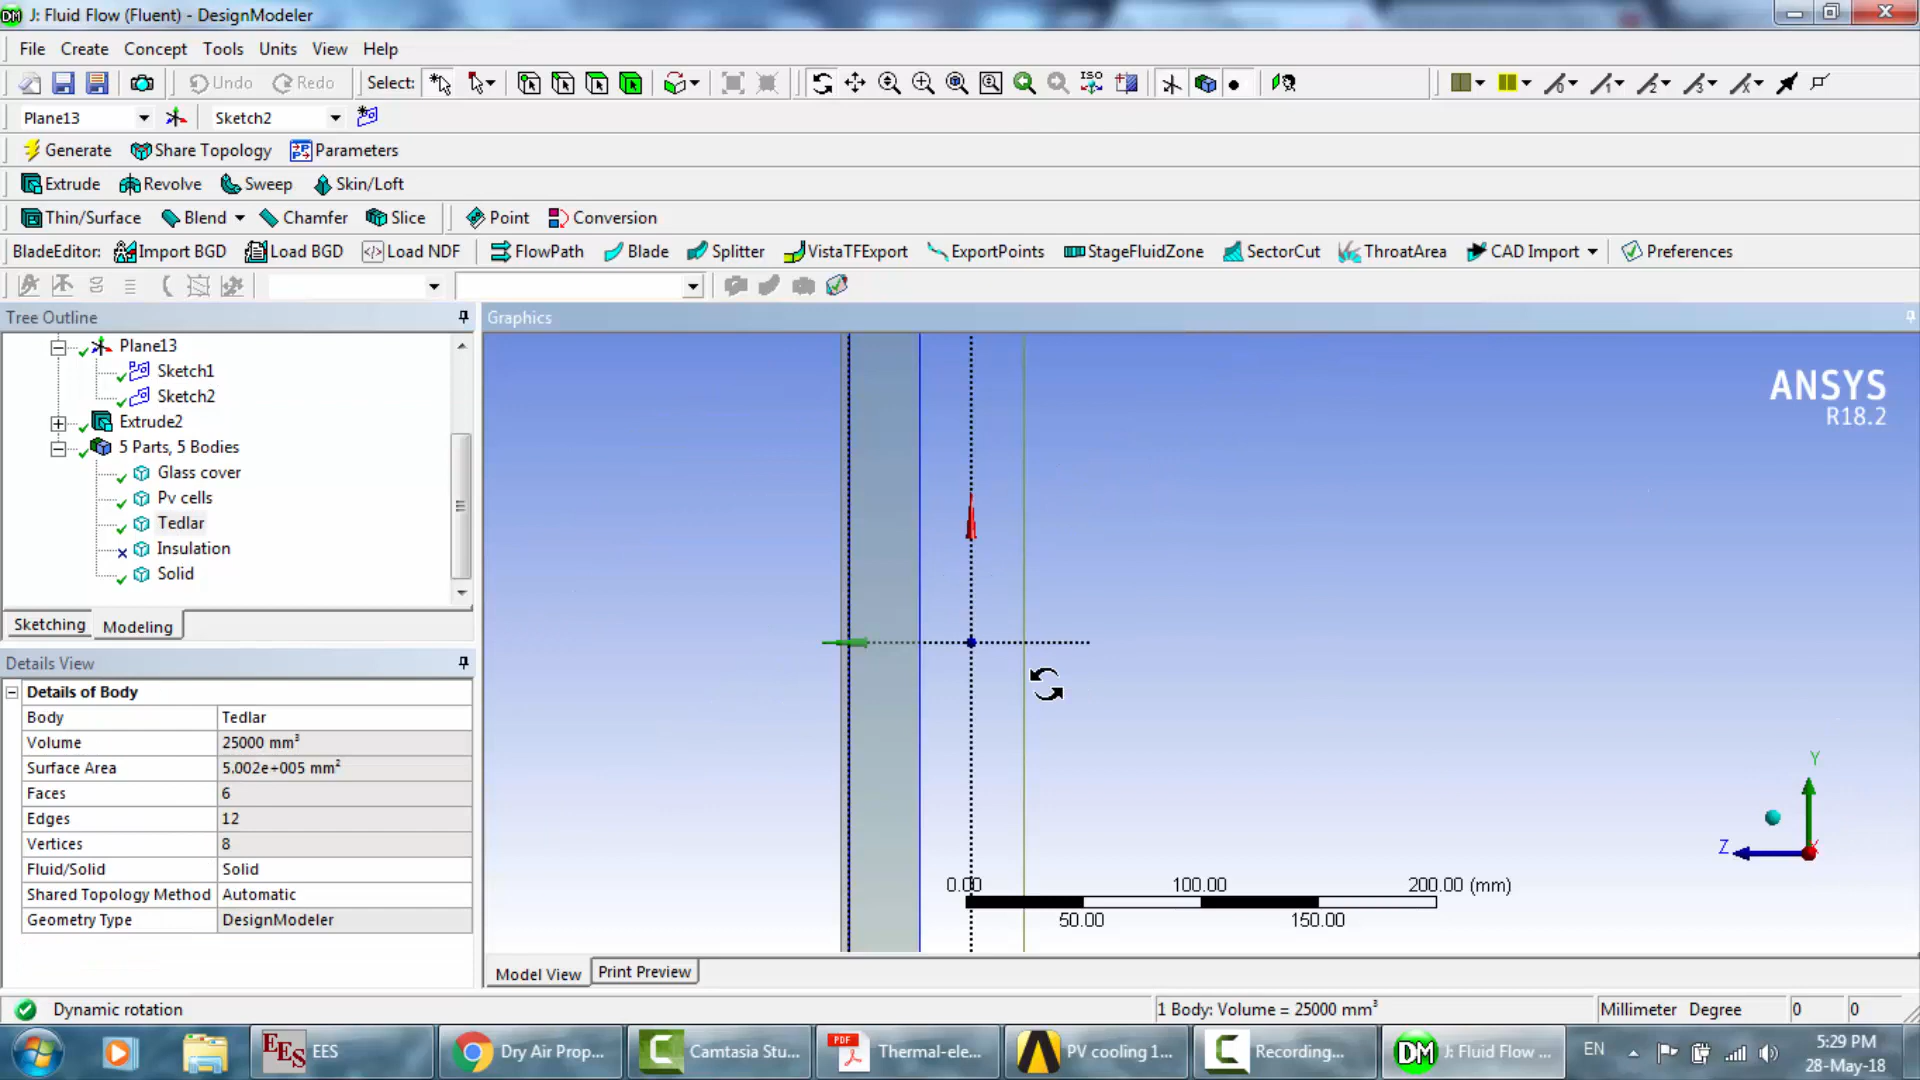 J: Fluid Flow (Fluent) - DesignModeler
File Create Concept Tools Units View Help
Undo Redo Select: ISO
Plane13 Sketch2
Generate Share Topology Parameters
Extrude Revolve Sweep Skin/Loft
Thin/Surface Blend Chamfer Slice Point Conversion
BladeEditor: Import BGD Load BGD Load NDF FlowPath Blade Splitter VistaTFExport ExportPoints StageFluidZone SectorCut ThroatArea CAD Import Preferences
Tree Outline
Graphics
Plane13
Sketch1
Sketch2
Extrude2
5 Parts, 5 Bodies
Glass cover
Pv cells
Tedlar
Insulation
Solid
Sketching Modeling
Details View
Details of Body
Body Tedlar
Volume 25000 mm³
Surface Area 5.002e+005 mm²
Faces 6
Edges 12
Vertices 8
Fluid/Solid Solid
Shared Topology Method Automatic
Geometry Type DesignModeler
ANSYS
R18.2
Y
Z
0.00 100.00 200.00 (mm)
50.00 150.00
Model View Print Preview
Dynamic rotation
1 Body: Volume = 25000 mm³
Millimeter Degree 0 0
EES EES
Dry Air Prop...
Camtasia Stu...
PDF Thermal-ele...
PV cooling 1...
Recording...
DM J: Fluid Flow ...
EN
5:29 PM
28-May-18